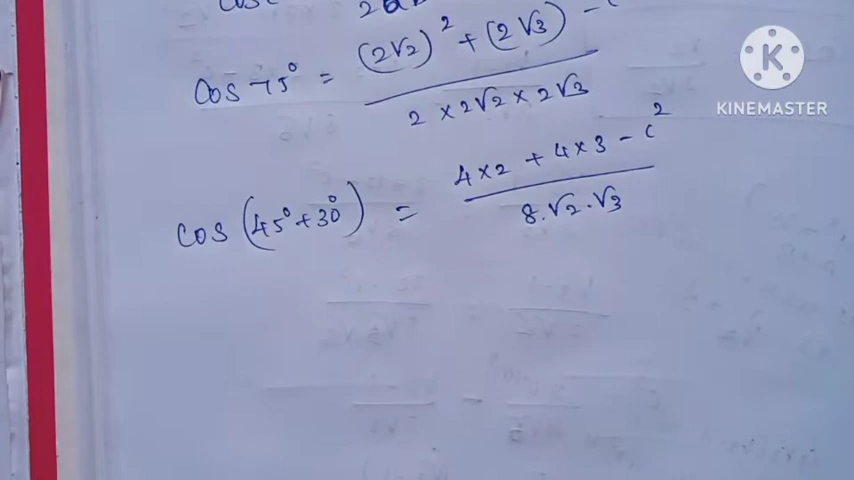 cos 75° = (2√2)² + (2√3) -
2 × 2√2 × 2√3
cos (45° + 30°) = 4×2 + 4×3 - c²
8.√2.√3
KINEMASTER